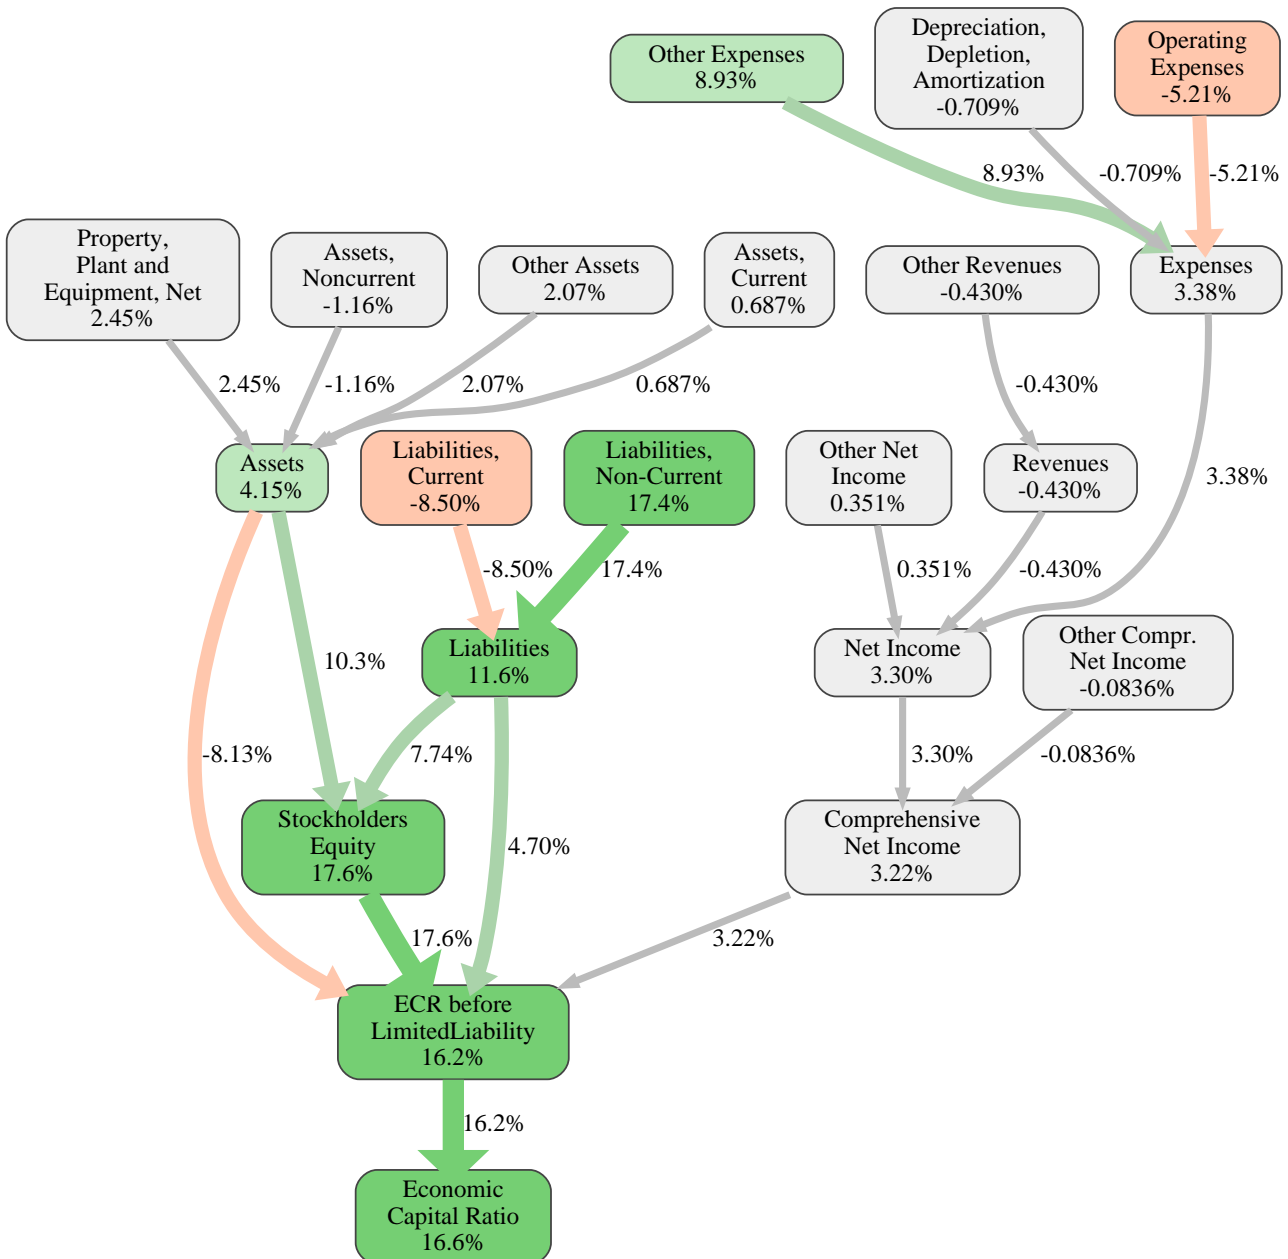 Other Expenses
8.93%
Depreciation,
Depletion,
Amortization
-0.709%
Operating
Expenses
-5.21%
8.93%
-0.709%
-5.21%
Property,
Plant and
Equipment, Net
2.45%
Assets,
Noncurrent
-1.16%
Other Assets
2.07%
Assets,
Current
0.687%
Other Revenues
-0.430%
Expenses
3.38%
2.45%
-1.16%
2.07%
0.687%
-0.430%
3.38%
Assets
4.15%
Liabilities,
Current
-8.50%
Liabilities,
Non-Current
17.4%
Other Net
Income
0.351%
Revenues
-0.430%
-8.50%
17.4%
0.351%
-0.430%
10.3%
Liabilities
11.6%
Net Income
3.30%
Other Compr.
Net Income
-0.0836%
-8.13%
7.74%
3.30%
-0.0836%
Stockholders
Equity
17.6%
4.70%
Comprehensive
Net Income
3.22%
17.6%
3.22%
ECR before
LimitedLiability
16.2%
16.2%
Economic
Capital Ratio
16.6%